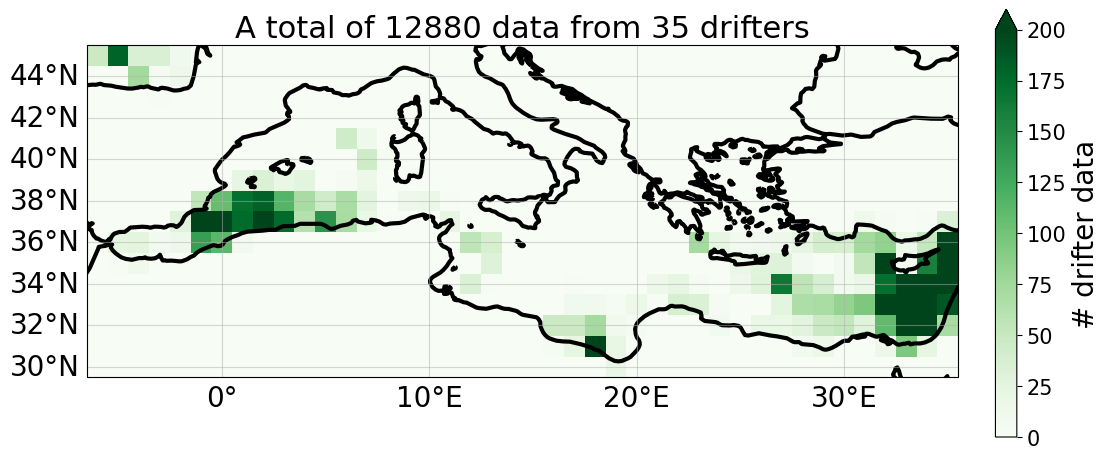 A total of 12880 data from 35 drifters
44°N
42°N
40°N
38°N
36°N
34°N
32°N
30°N
0°
10°E
20°E
30°E
200
175
150
125
100
75
50
25
0
# drifter data